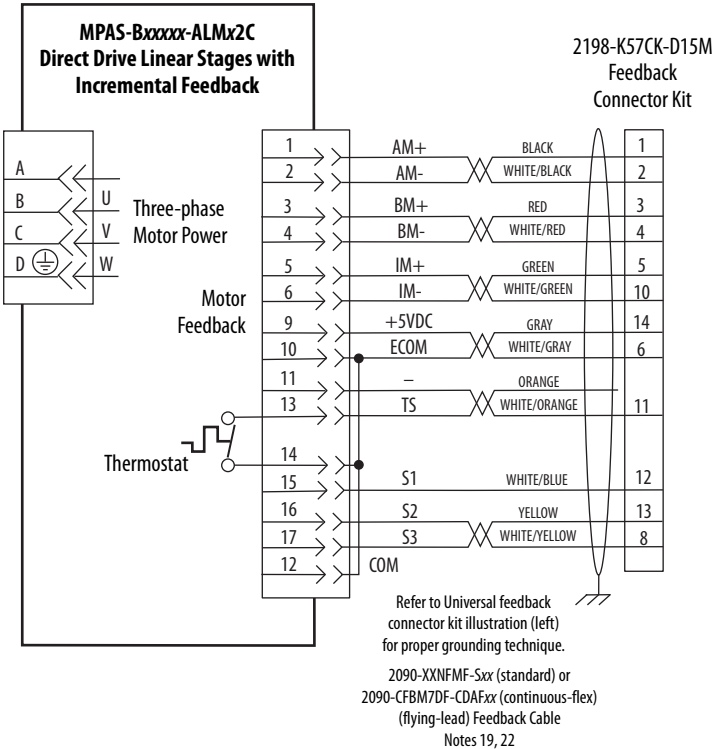 MPAS-Bxxxxx-ALMx2C
Direct Drive Linear Stages with
Incremental Feedback
2198-K57CK-D15M
Feedback
Connector Kit
A
B
C
D
U
V
W
Three-phase
Motor Power
Motor
Feedback
Thermostat
1 AM+ BLACK 1
2 AM- WHITE/BLACK 2
3 BM+ RED 3
4 BM- WHITE/RED 4
5 IM+ GREEN 5
6 IM- WHITE/GREEN 10
9 +5VDC GRAY 14
10 ECOM WHITE/GRAY 6
11 – ORANGE
13 TS WHITE/ORANGE 11
14
15 S1 WHITE/BLUE 12
16 S2 YELLOW 13
17 S3 WHITE/YELLOW 8
12 COM
Refer to Universal feedback
connector kit illustration (left)
for proper grounding technique.
2090-XXNFMF-Sxx (standard) or
2090-CFBM7DF-CDAFxx (continuous-flex)
(flying-lead) Feedback Cable
Notes 19, 22